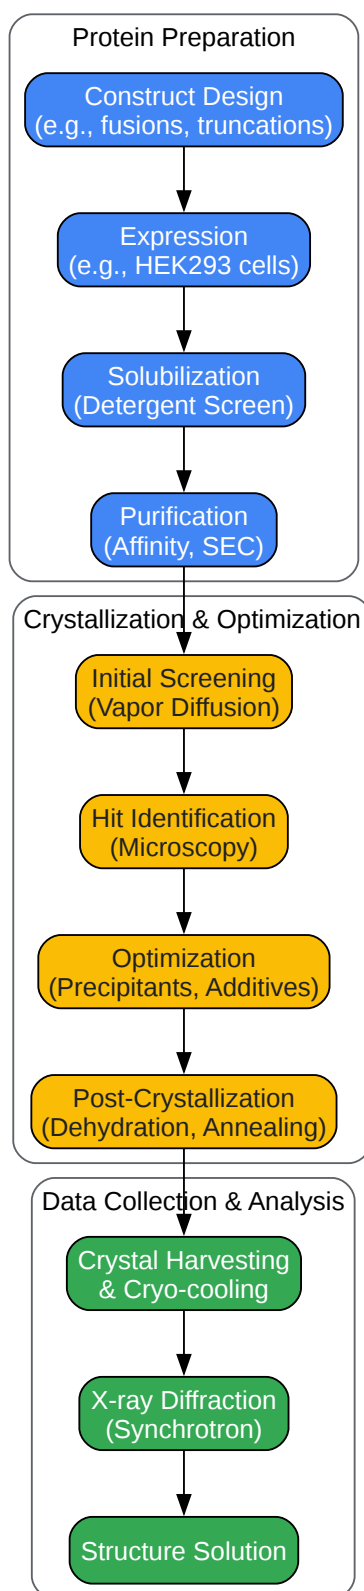 Protein Preparation
Construct Design
(e.g., fusions, truncations)
Expression
(e.g., HEK293 cells)
Solubilization
(Detergent Screen)
Purification
(Affinity, SEC)
Crystallization & Optimization
Initial Screening
(Vapor Diffusion)
Hit Identification
(Microscopy)
Optimization
(Precipitants, Additives)
Post-Crystallization
(Dehydration, Annealing)
Data Collection & Analysis
Crystal Harvesting
& Cryo-cooling
X-ray Diffraction
(Synchrotron)
Structure Solution